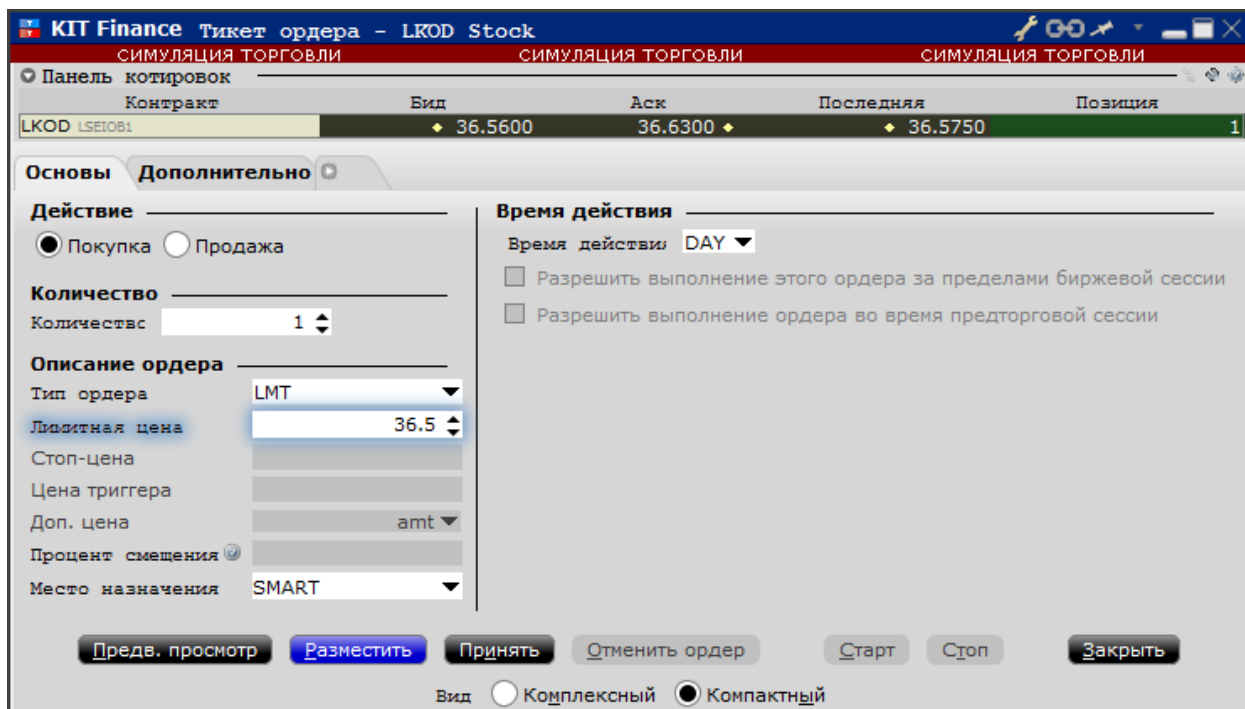 KIT Finance Тикет ордера - LKOD Stock
СИМУЛЯЦИЯ ТОРГОВЛИ СИМУЛЯЦИЯ ТОРГОВЛИ СИМУЛЯЦИЯ ТОРГОВЛИ
Панель котировок
Контракт Бид Аск Последняя Позиция
LKOD LSEIOB1 36.5600 36.6300 36.5750 1
Основы Дополнительно
Действие
Покупка Продажа
Количество
Количествс 1
Описание ордера
Тип ордера LMT
Лимитная цена 36.5
Стоп-цена
Цена триггера
Доп. цена amt
Процент смещения
Место назначения SMART
Время действия
Время действи DAY
Разрешить выполнение этого ордера за пределами биржевой сессии
Разрешить выполнение ордера во время предторговой сессии
Предв. просмотр Разместить Принять Отменить ордер Старт Стоп Закрыть
Вид Комплексный Компактный